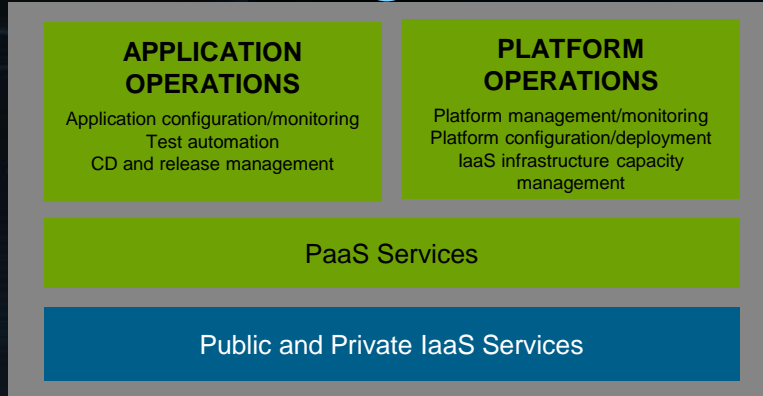 APPLICATION
OPERATIONS
Application configuration/monitoring
Test automation
CD and release management
PLATFORM
OPERATIONS
Platform management/monitoring
Platform configuration/deployment
IaaS infrastructure capacity
management
PaaS Services
Public and Private IaaS Services